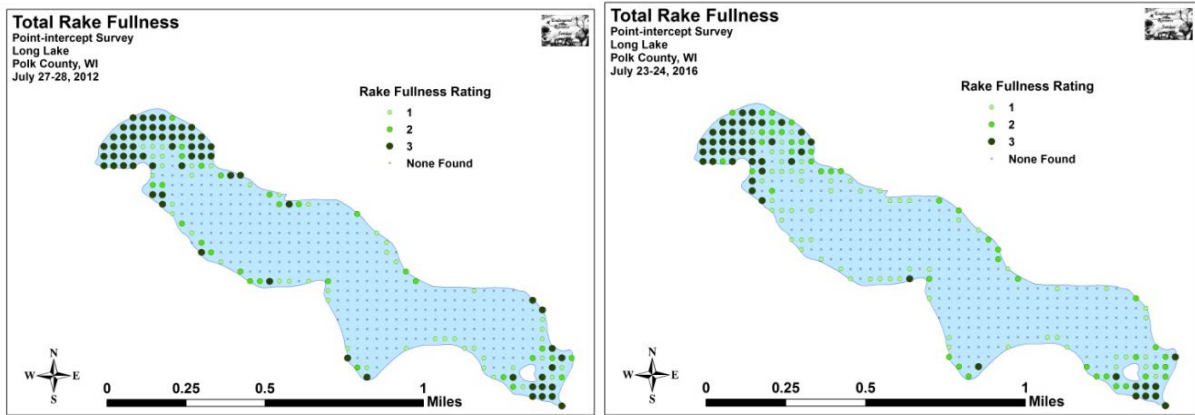 Total Rake Fullness
Point-intercept Survey
Long Lake
Polk County, WI
July 27-28, 2012
Rake Fullness Rating
1
2
3
None Found
N
W E
S
0 0.25 0.5 1
Miles
Total Rake Fullness
Point-intercept Survey
Long Lake
Polk County, WI
July 23-24, 2016
Rake Fullness Rating
1
2
3
None Found
N
W E
S
0 0.25 0.5 1
Miles